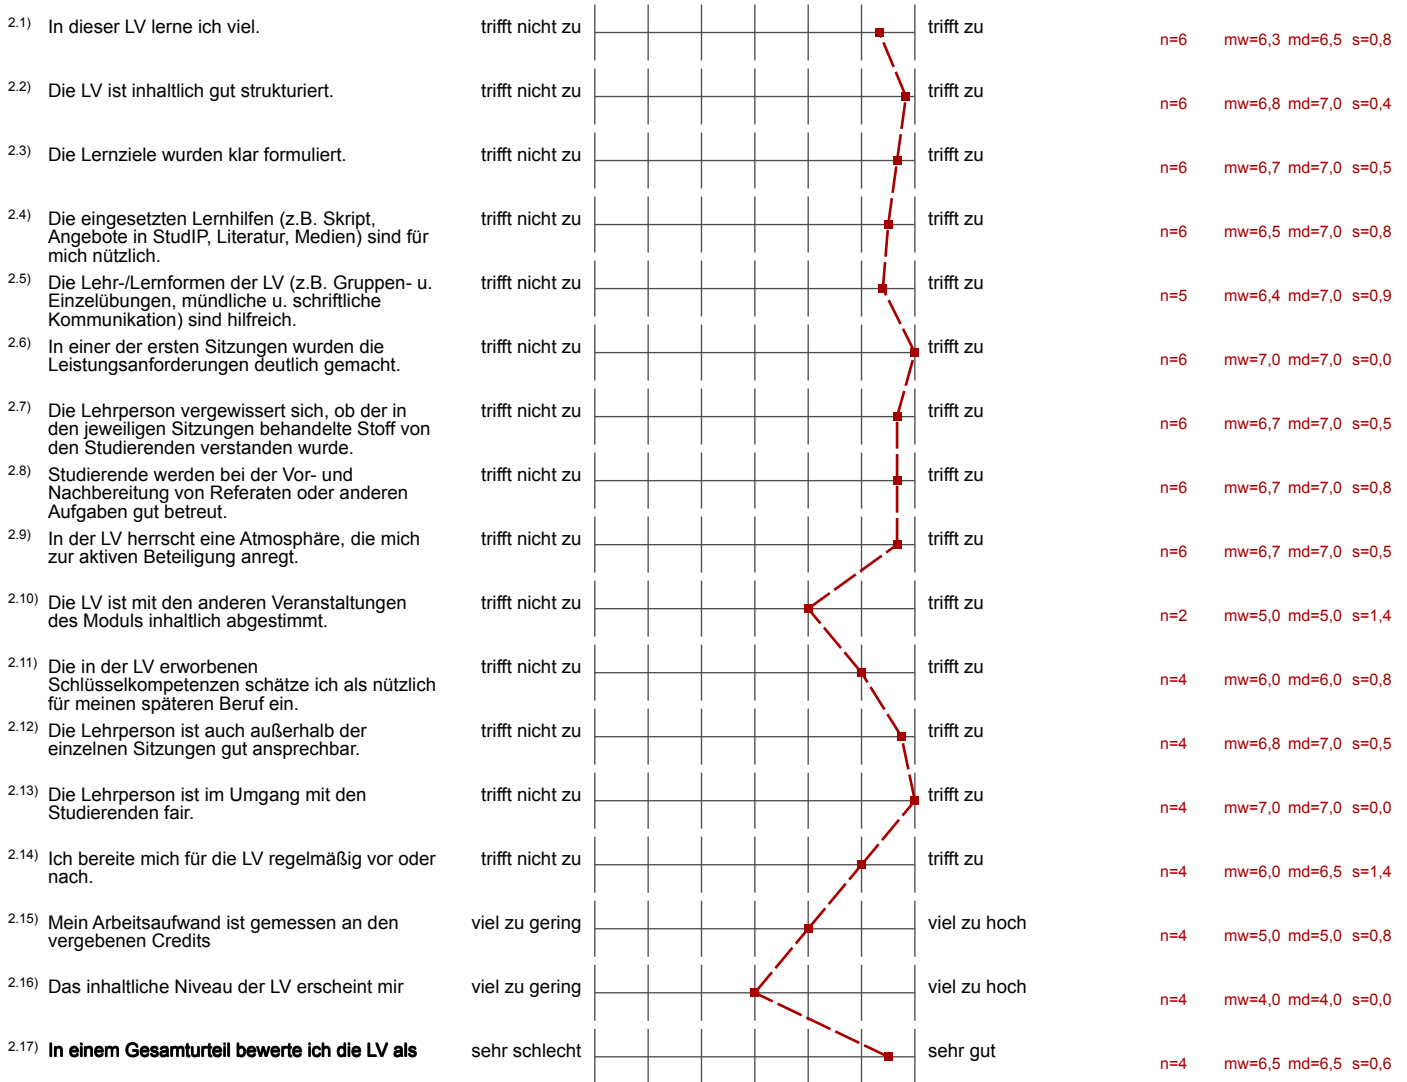 2.1) In dieser LV lerne ich viel. trifft nicht zu trifft zu n=6 mw=6,3 md=6,5 s=0,8
2.2) Die LV ist inhaltlich gut strukturiert. trifft nicht zu trifft zu n=6 mw=6,8 md=7,0 s=0,4
2.3) Die Lernziele wurden klar formuliert. trifft nicht zu trifft zu n=6 mw=6,7 md=7,0 s=0,5
2.4) Die eingesetzten Lernhilfen (z.B. Skript, trifft nicht zu trifft zu n=6 mw=6,5 md=7,0 s=0,8
Angebote in StudIP, Literatur, Medien) sind für
mich nützlich.
2.5) Die Lehr-/Lernformen der LV (z.B. Gruppen- u. trifft nicht zu trifft zu n=5 mw=6,4 md=7,0 s=0,9
Einzelübungen, mündliche u. schriftliche
Kommunikation) sind hilfreich.
2.6) In einer der ersten Sitzungen wurden die trifft nicht zu trifft zu n=6 mw=7,0 md=7,0 s=0,0
Leistungsanforderungen deutlich gemacht.
2.7) Die Lehrperson vergewissert sich, ob der in trifft nicht zu trifft zu n=6 mw=6,7 md=7,0 s=0,5
den jeweiligen Sitzungen behandelte Stoff von
den Studierenden verstanden wurde.
2.8) Studierende werden bei der Vor- und trifft nicht zu trifft zu n=6 mw=6,7 md=7,0 s=0,8
Nachbereitung von Referaten oder anderen
Aufgaben gut betreut.
2.9) In der LV herrscht eine Atmosphäre, die mich trifft nicht zu trifft zu n=6 mw=6,7 md=7,0 s=0,5
zur aktiven Beteiligung anregt.
2.10) Die LV ist mit den anderen Veranstaltungen trifft nicht zu trifft zu n=2 mw=5,0 md=5,0 s=1,4
des Moduls inhaltlich abgestimmt.
2.11) Die in der LV erworbenen trifft nicht zu trifft zu n=4 mw=6,0 md=6,0 s=0,8
Schlüsselkompetenzen schätze ich als nützlich
für meinen späteren Beruf ein.
2.12) Die Lehrperson ist auch außerhalb der trifft nicht zu trifft zu n=4 mw=6,8 md=7,0 s=0,5
einzelnen Sitzungen gut ansprechbar.
2.13) Die Lehrperson ist im Umgang mit den trifft nicht zu trifft zu n=4 mw=7,0 md=7,0 s=0,0
Studierenden fair.
2.14) Ich bereite mich für die LV regelmäßig vor oder trifft nicht zu trifft zu n=4 mw=6,0 md=6,5 s=1,4
nach.
2.15) Mein Arbeitsaufwand ist gemessen an den viel zu gering viel zu hoch n=4 mw=5,0 md=5,0 s=0,8
vergebenen Credits
2.16) Das inhaltliche Niveau der LV erscheint mir viel zu gering viel zu hoch n=4 mw=4,0 md=4,0 s=0,0
2.17) In einem Gesamturteil bewerte ich die LV als sehr schlecht sehr gut n=4 mw=6,5 md=6,5 s=0,6